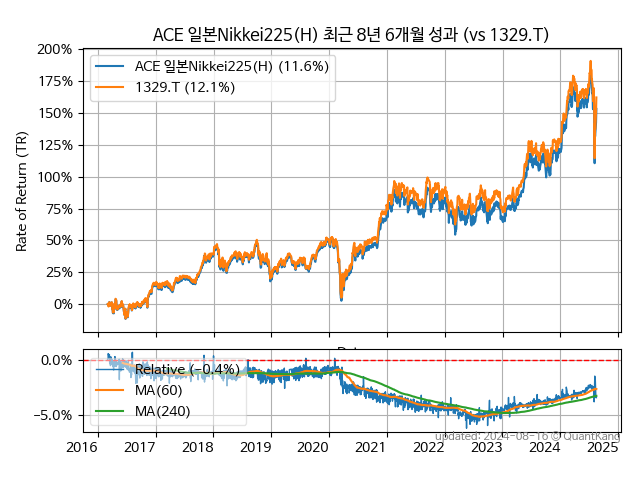 ACE 일본Nikkei225(H) 최근 8년 6개월 성과 (vs 1329.T)
200%
175%
150%
125%
100%
75%
50%
25%
0%
Rate of Return (TR)
ACE 일본Nikkei225(H) (11.6%)
1329.T (12.1%)
0.0%
−5.0%
Relative (−0.4%)
MA(60)
MA(240)
2016 2017 2018 2019 2020 2021 2022 2023 2024 2025
updated: 2024-08-16 © QuantKang